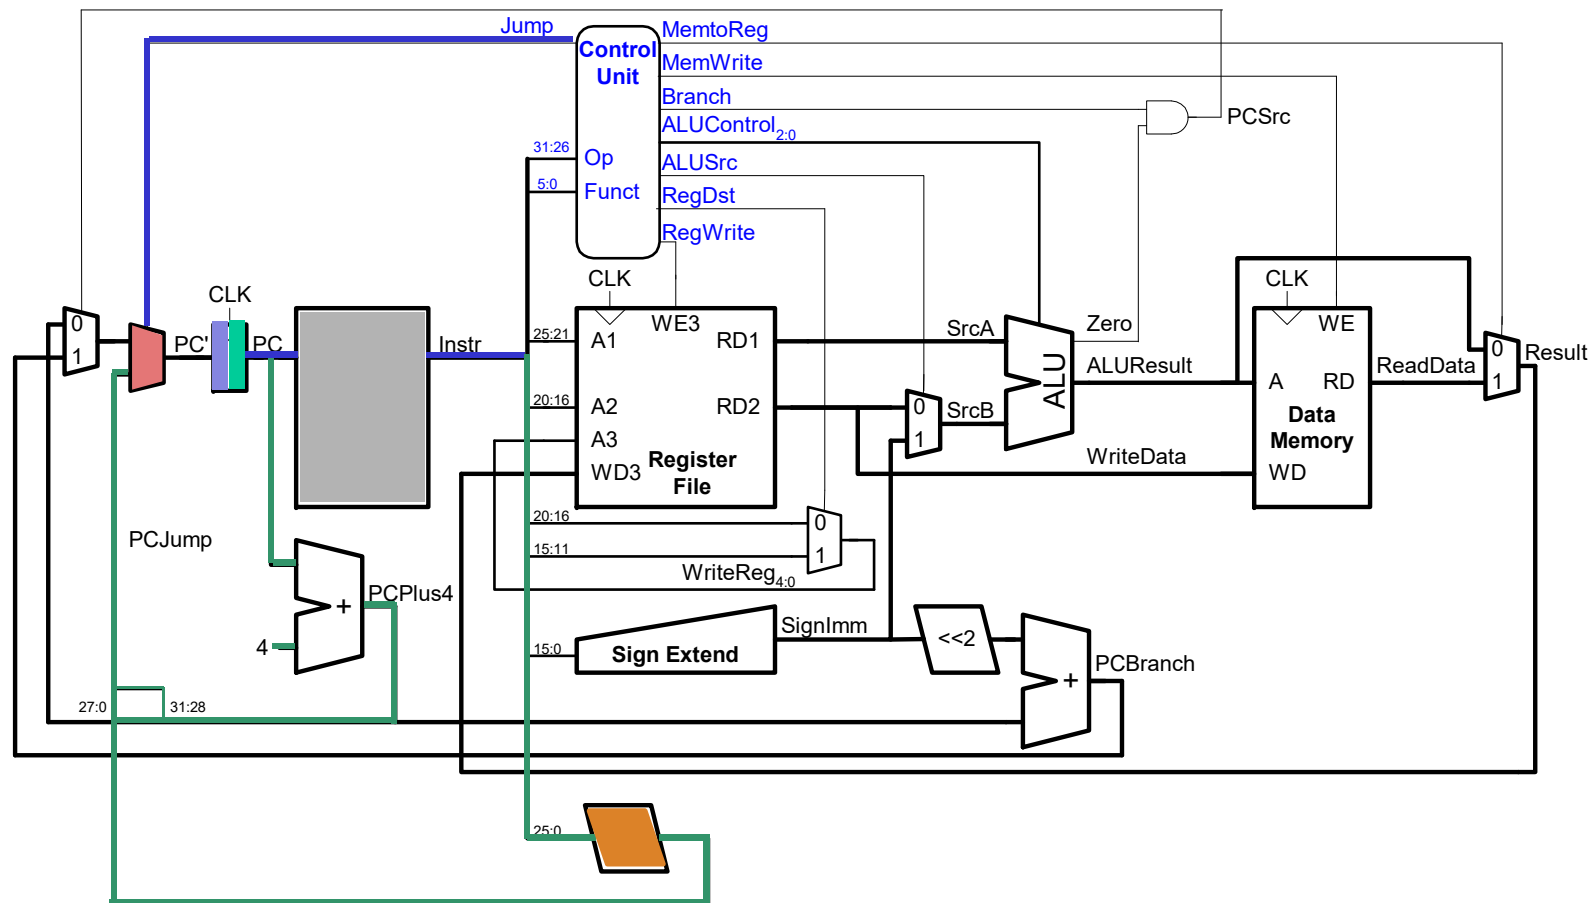 Jump
Control
Unit
MemtoReg
MemWrite
Branch
ALUControl2:0
PCSrc
31:26
Op
ALUSrc
5:0
Funct
RegDst
RegWrite
CLK
CLK
CLK
0
1
PC'
PC
Instr
25:21
A1
WE3
RD1
SrcA
Zero
WE
0
1
Result
ALU
ALUResult
A
RD
ReadData
20:16
A2
RD2
0
1
SrcB
Data
Memory
A3
WD3
Register
File
WriteData
WD
20:16
0
15:11
1
WriteReg4:0
PCJump
PCPlus4
+
4
SignImm
<<2
15:0
Sign Extend
PCBranch
+
27:0
31:28
25:0